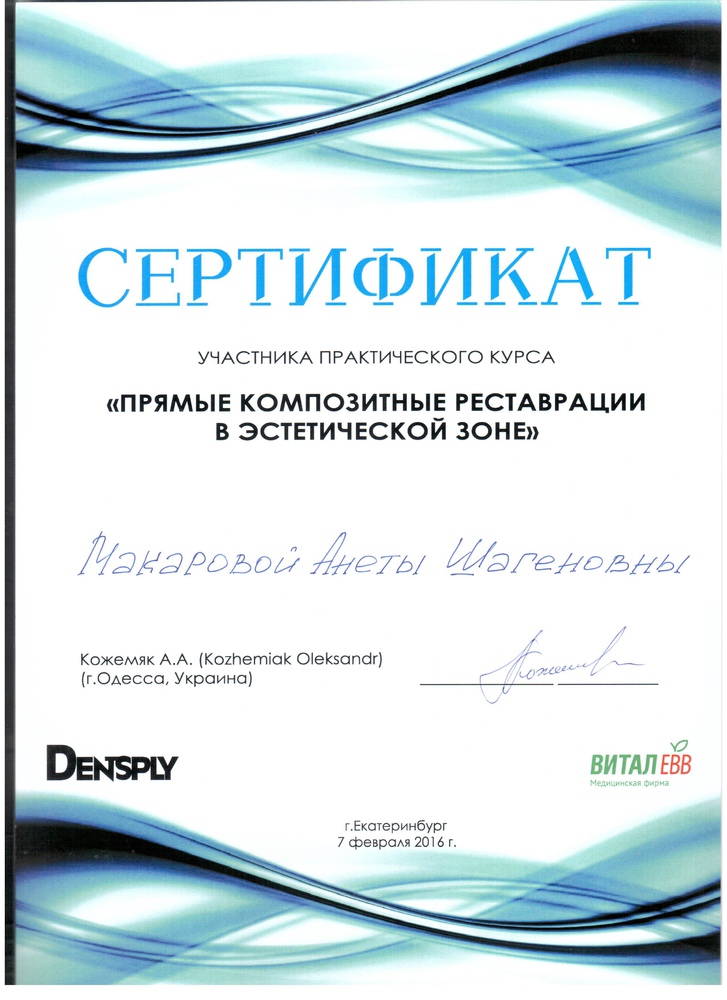 СЕРТИФИКАТ
УЧАСТНИКА ПРАКТИЧЕСКОГО КУРСА
«ПРЯМЫЕ КОМПОЗИТНЫЕ РЕСТАВРАЦИИ
В ЭСТЕТИЧЕСКОЙ ЗОНЕ»
Макаровой Анеты Шагеновны
Кожемяк А.А. (Kozhemiak Oleksandr)
(г.Одесса, Украина)
DENTSPLY
ВИТАЛ ЕВВ
Медицинская фирма
г.Екатеринбург
7 февраля 2016 г.